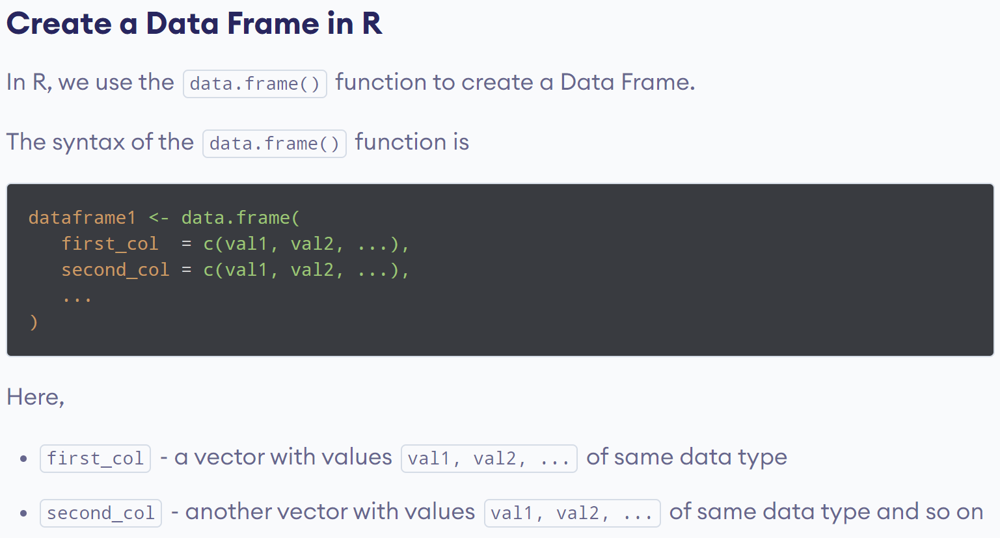 Create a Data Frame in R
In R, we use the data.frame() function to create a Data Frame.
The syntax of the data.frame() function is
dataframe1 <- data.frame(
   first_col  = c(val1, val2, ...),
   second_col = c(val1, val2, ...),
   ...
)
Here,
• first_col - a vector with values val1, val2, ... of same data type
• second_col - another vector with values val1, val2, ... of same data type and so on